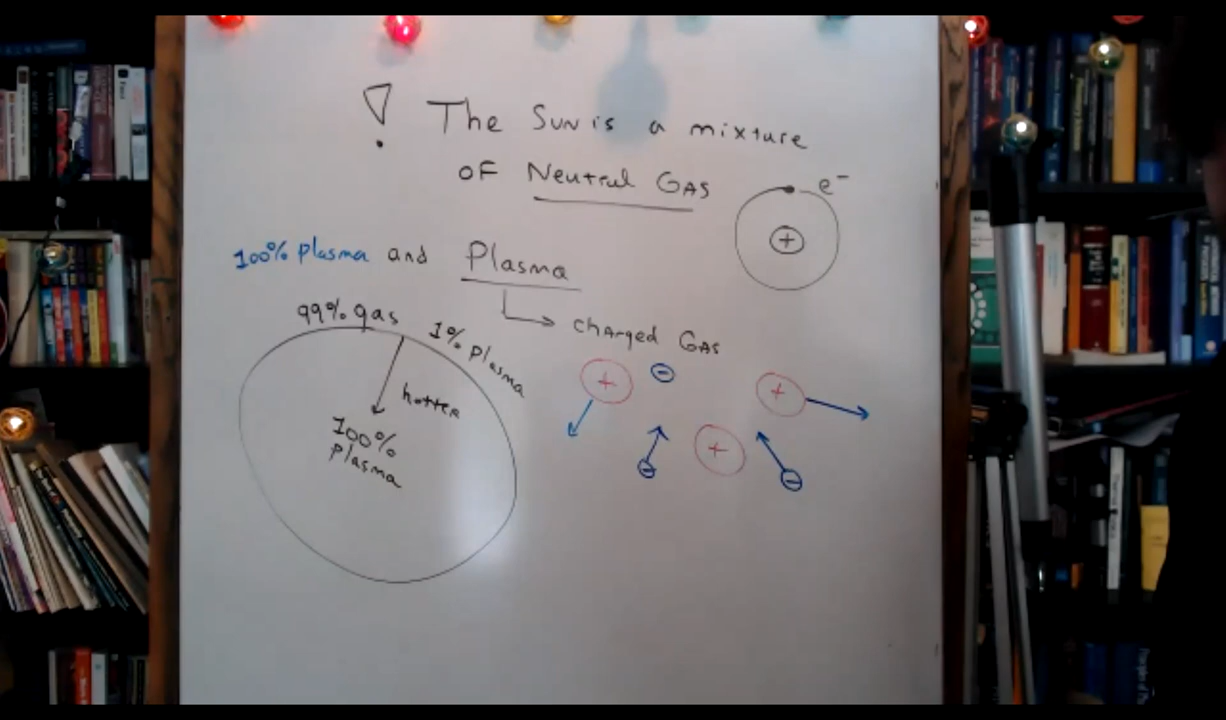 ! The Sun is a mixture
OF Neutral GAS
e⁻
+
100% plasma and Plasma
99% gas 1% plasma
charged GAS
hotter
100%
plasma
+ - +
- + -